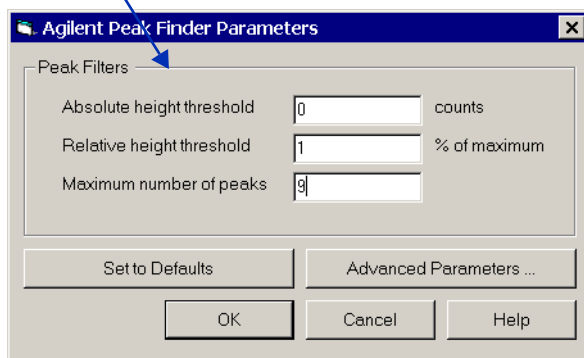 Agilent Peak Finder Parameters
Peak Filters
Absolute height threshold 0 counts
Relative height threshold 1 % of maximum
Maximum number of peaks 9
Set to Defaults Advanced Parameters ...
OK Cancel Help